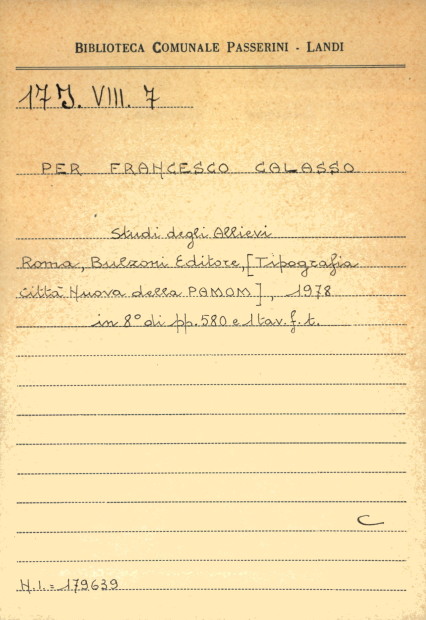 BIBLIOTECA COMUNALE PASSERINI - LANDI
17 J. VIII. 7
PER FRANCESCO CALASSO
Studi degli Allievi
Roma, Bulzoni Editore, [Tipografia
Città Nuova della PAMOM], 1978
in 8° di pp. 580 e 1 tav. f. t.
C
N.I. = 179639